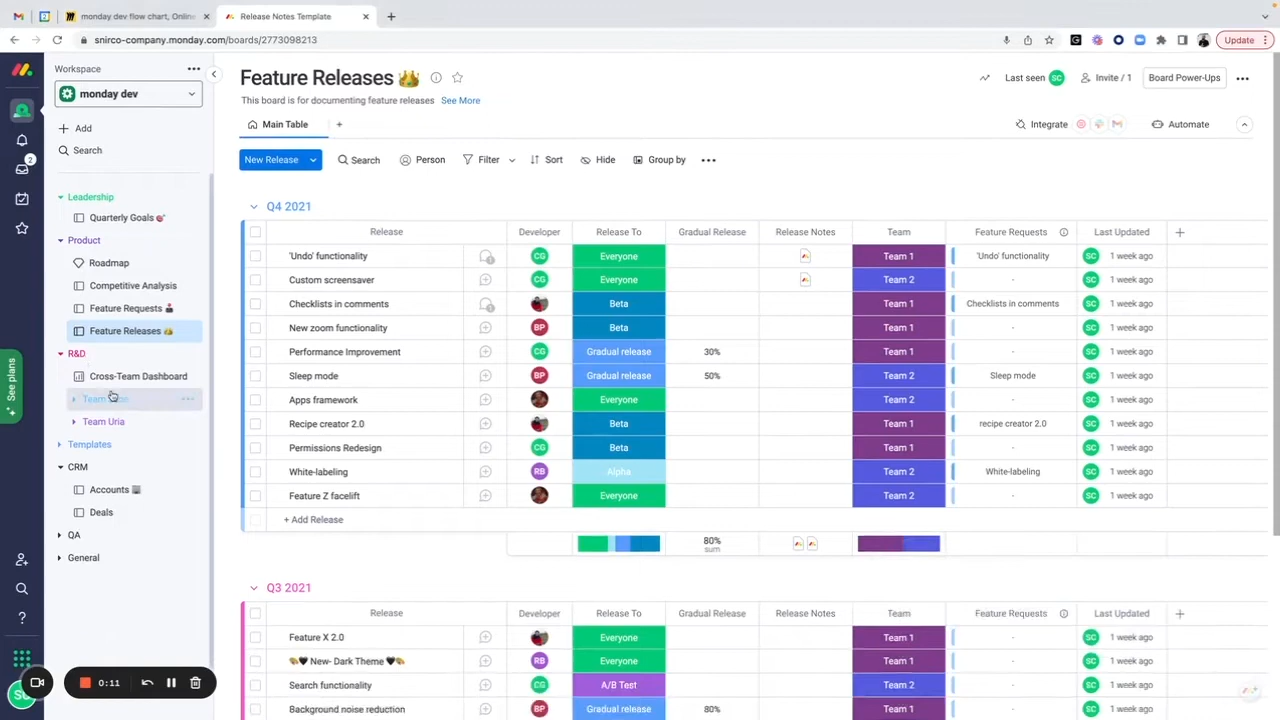 monday dev flow chart, Online
Release Notes Template
snirco-company.monday.com/boards/2773098213
Update
Workspace
monday dev
Add
Search
Leadership
Quarterly Goals
Product
Roadmap
Competitive Analysis
Feature Requests
Feature Releases
R&D
Cross-Team Dashboard
Team
Team Uria
Templates
CRM
Accounts
Deals
QA
General
See plans
2
0:11
Feature Releases
Last seen SC Invite / 1 Board Power-Ups
This board is for documenting feature releases See More
Main Table + Integrate Automate
New Release Search Person Filter Sort Hide Group by
Q4 2021
Release Developer Release To Gradual Release Release Notes Team Feature Requests Last Updated
'Undo' functionality 1 CG Everyone Team 1 'Undo' functionality SC 1 week ago
Custom screensaver CG Everyone Team 2 - SC 1 week ago
Checklists in comments 1 Beta Team 1 Checklists in comments SC 1 week ago
New zoom functionality BP Beta Team 1 - SC 1 week ago
Performance Improvement CG Gradual release 30% Team 1 - SC 1 week ago
Sleep mode BP Gradual release 50% Team 2 Sleep mode SC 1 week ago
Apps framework Everyone Team 2 - SC 1 week ago
Recipe creator 2.0 Beta Team 1 recipe creator 2.0 SC 1 week ago
Permissions Redesign CG Beta Team 1 - SC 1 week ago
White-labeling RB Alpha Team 2 White-labeling SC 1 week ago
Feature Z facelift Everyone Team 2 - SC 1 week ago
+ Add Release
80%
sum
Q3 2021
Release Developer Release To Gradual Release Release Notes Team Feature Requests Last Updated
Feature X 2.0 Everyone Team 1 - SC 1 week ago
New- Dark Theme RB Everyone Team 1 - SC 1 week ago
Search functionality CG A/B Test Team 2 - SC 1 week ago
Background noise reduction BP Gradual release 80% Team 2 - SC 1 week ago